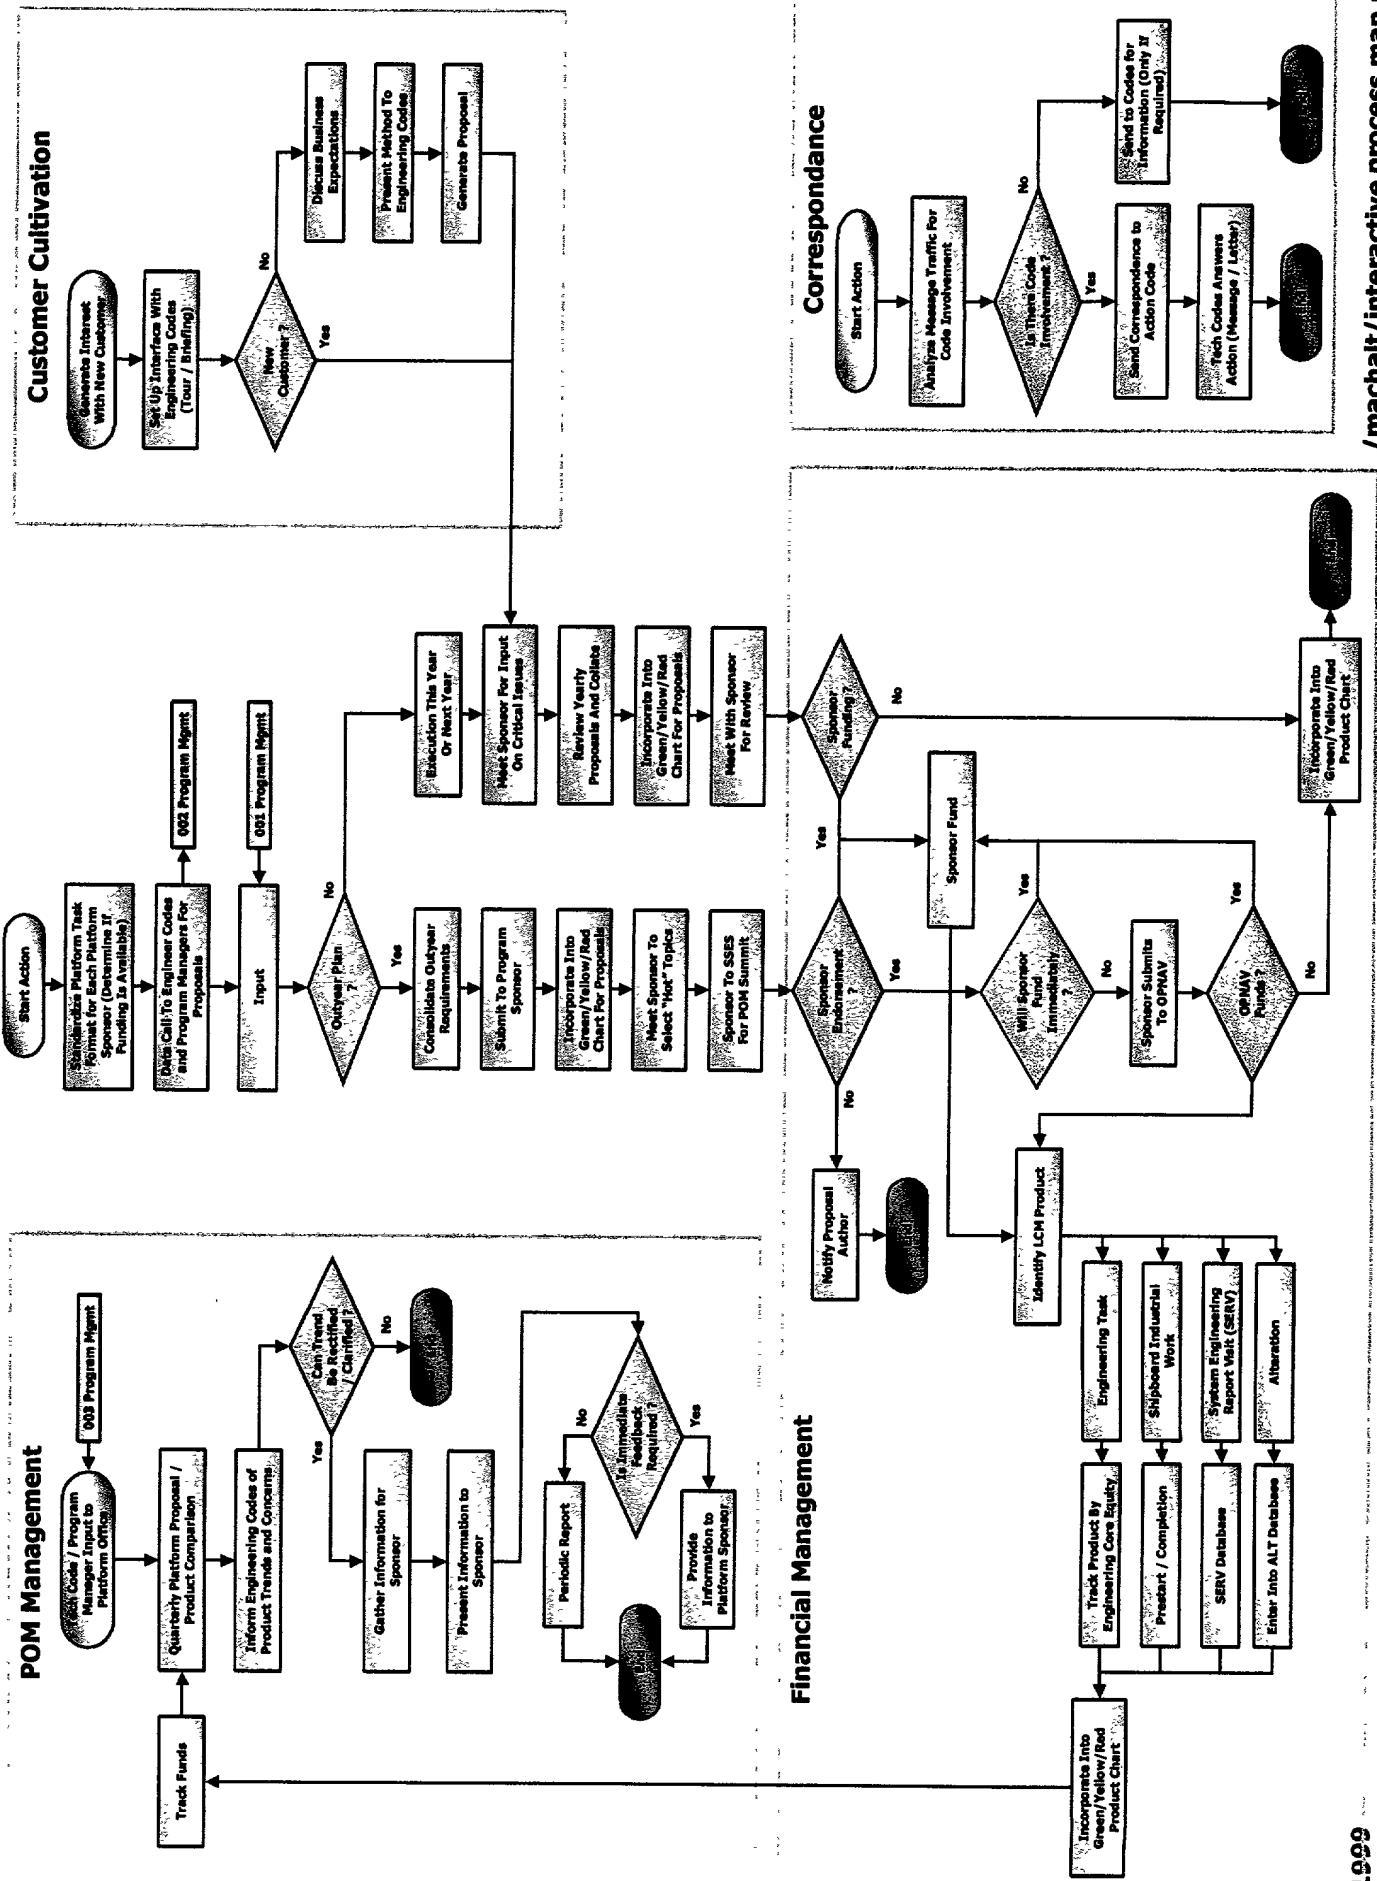 POM Management
003 Program Mgmt
Code / Program
Manager Input to
Platform Office
Track Funds
Quarterly Platform Proposal /
Product Comparison
Inform Engineering Codes of
Product Trends and Concerns
Can Trend
Be Rectified
/ Clarified ?
Yes
No
End
Gather Information for
Sponsor
Present Information to
Sponsor
Is Immediate
Feedback
Required ?
No
Yes
Periodic Report
Provide
Information to
Platform Sponsor
End
Start Action
Standardize Platform Task
Format for Each Platform
Sponsor (Determine If
Funding Is Available)
Data Call To Engineer Codes
and Program Managers For
Proposals
002 Program Mgmt
Input
001 Program Mgmt
Outyear Plan
?
Yes
No
Consolidate Outyear
Requirements
Submit To Program
Sponsor
Incorporate Into
Green/Yellow/Red
Chart For Proposals
Meet Sponsor To
Select "Hot" Topics
Sponsor To SSES
For POM Summit
Execution This Year
Or Next Year
Meet Sponsor For Input
On Critical Issues
Review Yearly
Proposals And Collate
Incorporate Into
Green/Yellow/Red
Chart For Proposals
Meet With Sponsor
For Review
Customer Cultivation
Generate Interest
With New Customer
Set Up Interface With
Engineering Codes
(Tour / Briefing)
New
Customer ?
No
Yes
Discuss Business
Expectations
Present Method To
Engineering Codes
Generate Proposal
Financial Management
Sponsor
Endorsement
?
No
Yes
Yes
Sponsor
Funding ?
No
Notify Proposal
Author
Sponsor Fund
Will Sponsor
Fund
Immediately
?
Yes
No
Sponsor Submits
To OPNAV
OPNAV
Funds ?
Yes
No
Identify LCM Product
Engineering Task
Shipboard Industrial
Work
System Engineering
Report Visit (SERV)
Alteration
Track Product By
Engineering Core Equity
Prestart / Completion
SERV Database
Enter Into ALT Database
Incorporate Into
Green/Yellow/Red
Product Chart
Incorporate Into
Green/Yellow/Red
Product Chart
Correspondance
Start Action
Analyze Message Traffic For
Code Involvement
Is There Code
Involvement ?
No
Yes
Send Correspondence to
Action Code
Tech Codes Answers
Action (Message / Letter)
Send to Codes for
Information (Only If
Required)
1999
/machalt/interactive process map